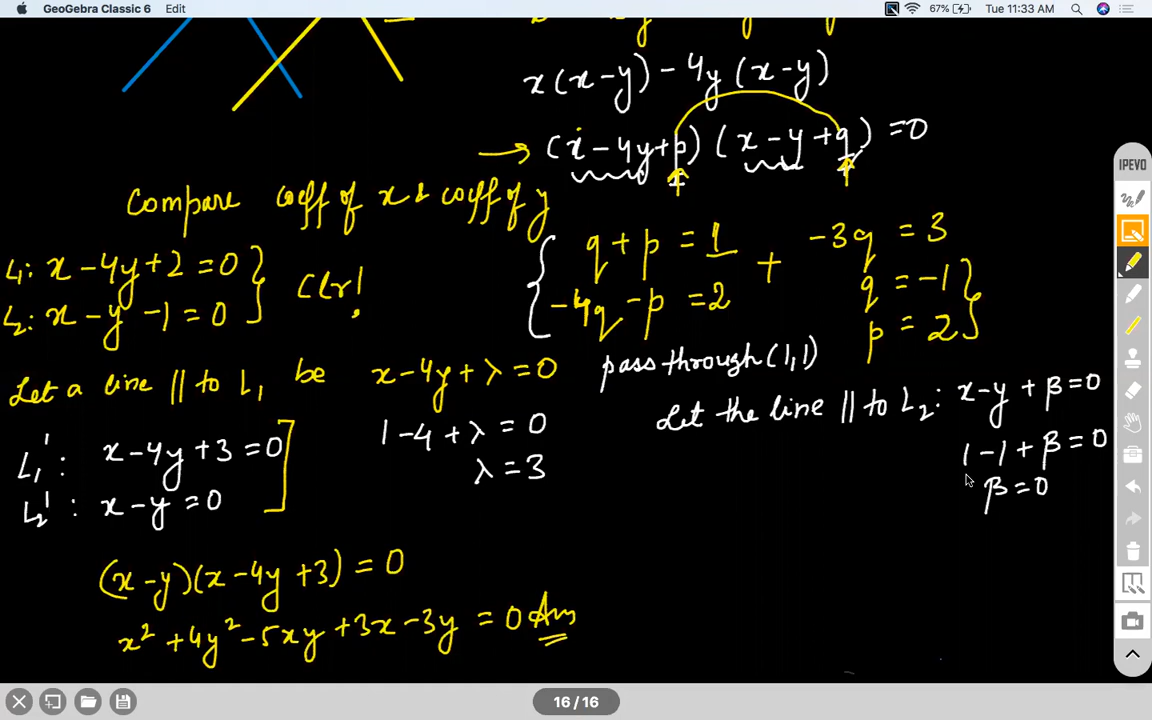 GeoGebra Classic 6 Edit 67% Tue 11:33 AM
x(x-y) - 4y(x-y)
→ (x-4y+p) (x-y+q) = 0
Compare coeff of x & coeff of y
q + p = 1 + -3q = 3
-4q - p = 2 q = -1
p = 2
L₁: x - 4y + 2 = 0
L₂: x - y - 1 = 0
Clr!
Let a line || to L₁ be x - 4y + λ = 0 pass through (1,1)
1 - 4 + λ = 0
λ = 3
Let the line || to L₂: x - y + β = 0
1 - 1 + β = 0
β = 0
L₁': x - 4y + 3 = 0
L₂': x - y = 0
(x-y)(x-4y+3) = 0
x² + 4y² - 5xy + 3x - 3y = 0 Ans
IPEVO
16 / 16